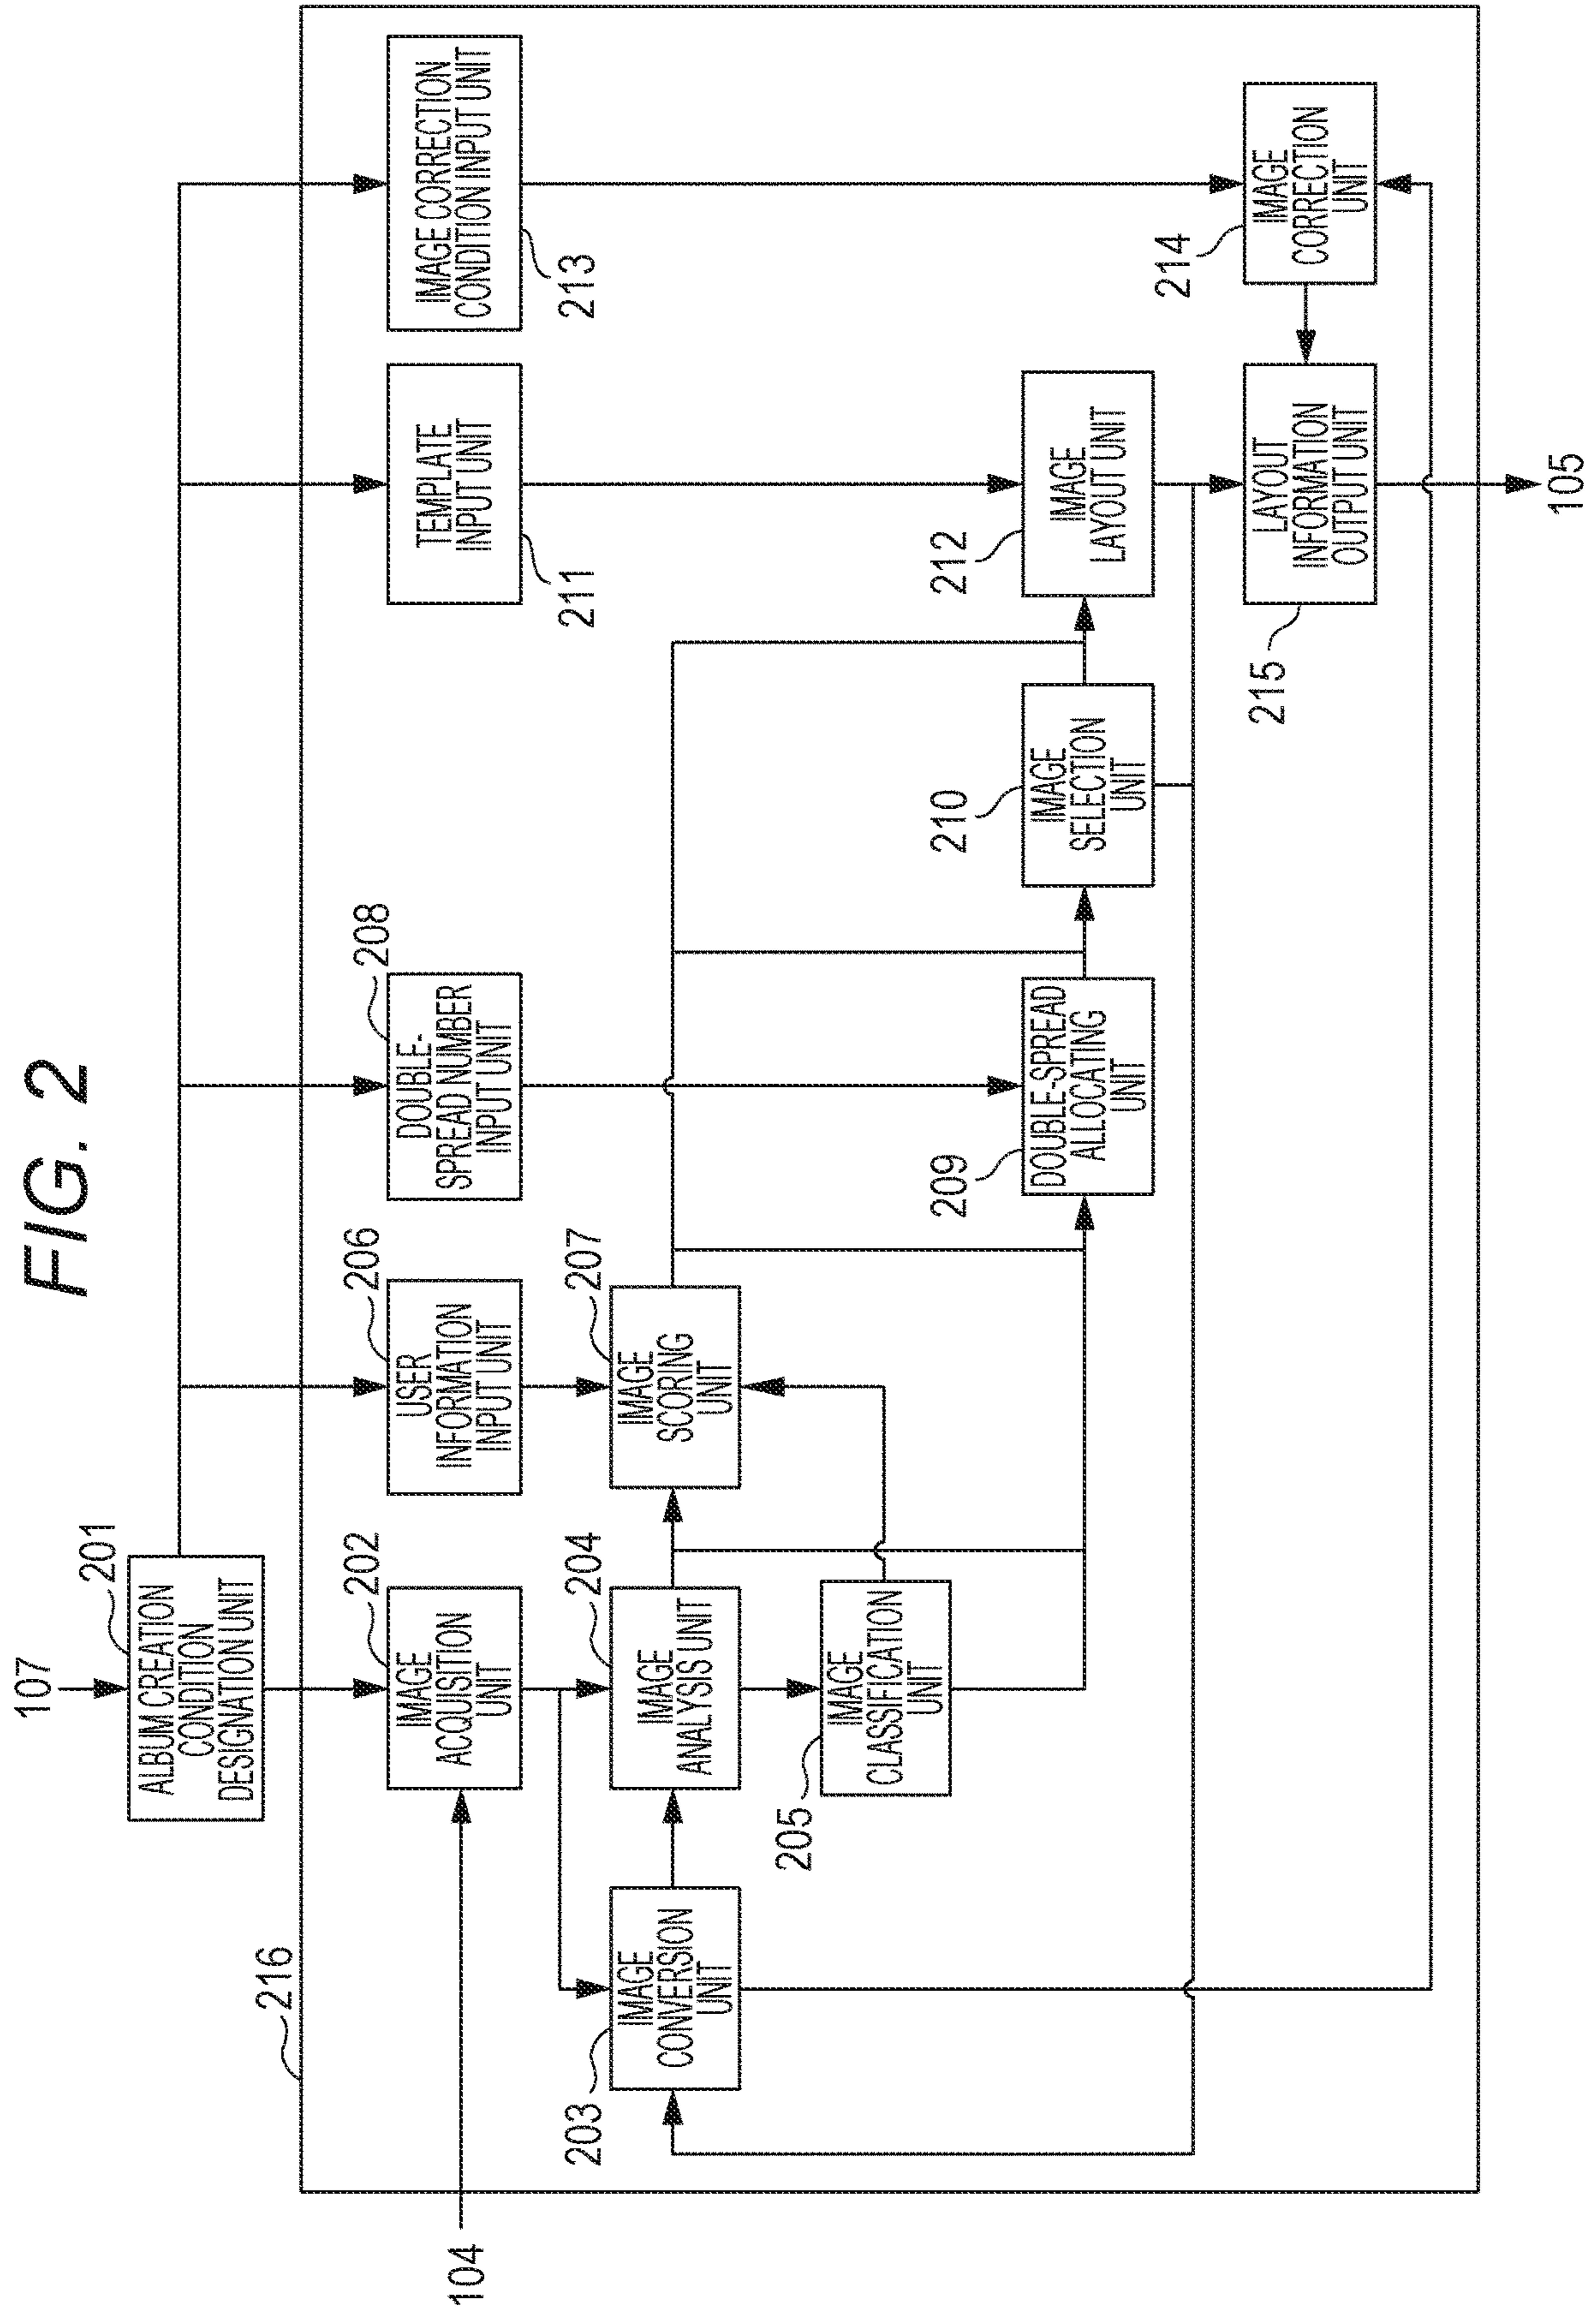 FIG. 2
107
201
ALBUM CREATION
CONDITION
DESIGNATION UNIT
216
104
202
IMAGE
ACQUISITION
UNIT
206
USER
INFORMATION
INPUT UNIT
208
DOUBLE-
SPREAD NUMBER
INPUT UNIT
211
TEMPLATE
INPUT UNIT
213
IMAGE CORRECTION
CONDITION INPUT UNIT
203
IMAGE
CONVERSION
UNIT
204
IMAGE
ANALYSIS UNIT
207
IMAGE
SCORING
UNIT
205
IMAGE
CLASSIFICATION
UNIT
209
DOUBLE-SPREAD
ALLOCATING
UNIT
210
IMAGE
SELECTION
UNIT
212
IMAGE
LAYOUT UNIT
215
LAYOUT
INFORMATION
OUTPUT UNIT
214
IMAGE
CORRECTION
UNIT
105